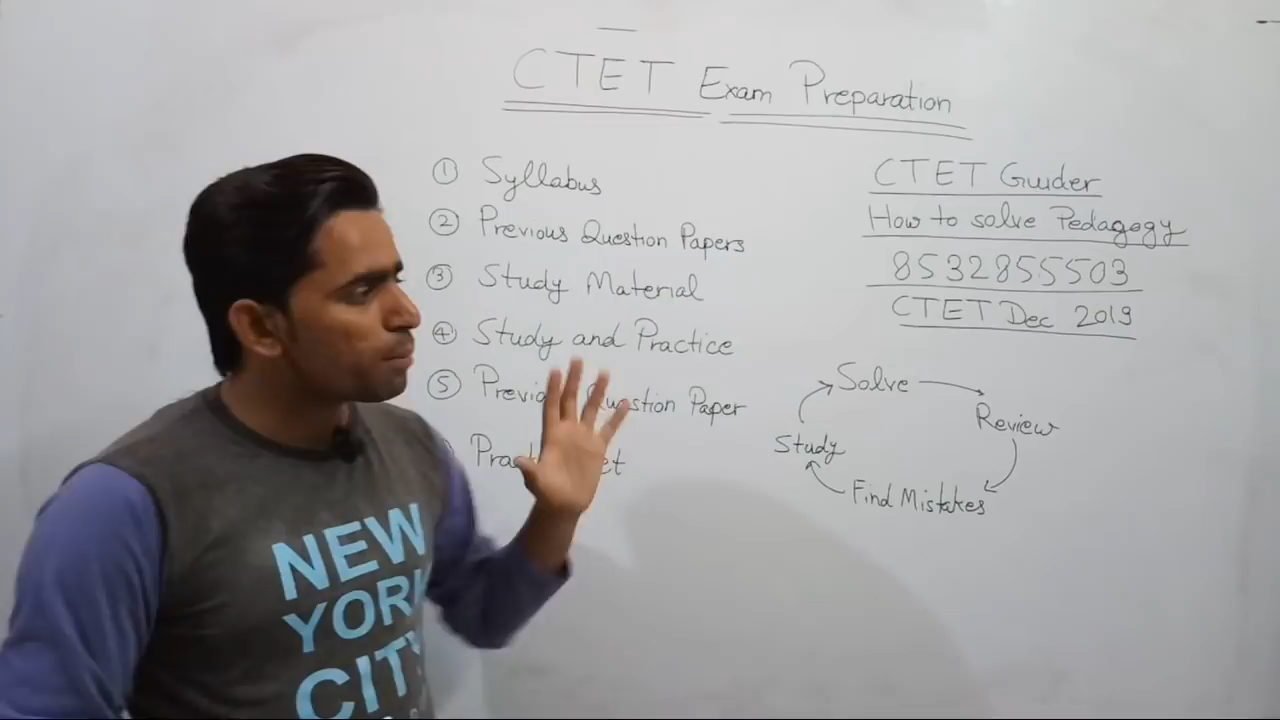 CTET Exam Preparation
① Syllabus
② Previous Question Papers
③ Study Material
④ Study and Practice
⑤ Question Paper
CTET Guider
How to solve Pedagogy
8532855503
CTET Dec 2019
Solve
Review
Find Mistakes
Study
NEW
YORK
CITY